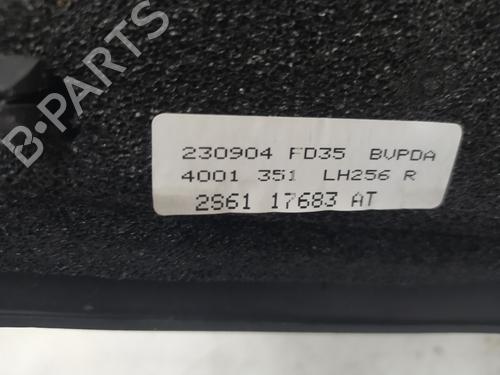 B-PARTS
230904 FD35 BVPDA
4001 351 LH256 R
2S61 17683 AT